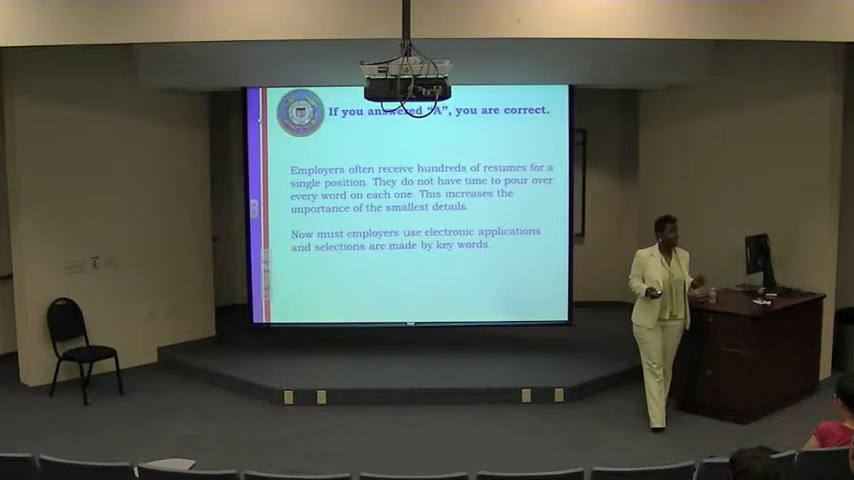 If you answered "A", you are correct.
Employers often receive hundreds of resumes for a
single position. They do not have time to pour over
every word on each one. This increases the
importance of the smallest details.
Now must employers use electronic applications
and selections are made by key words.